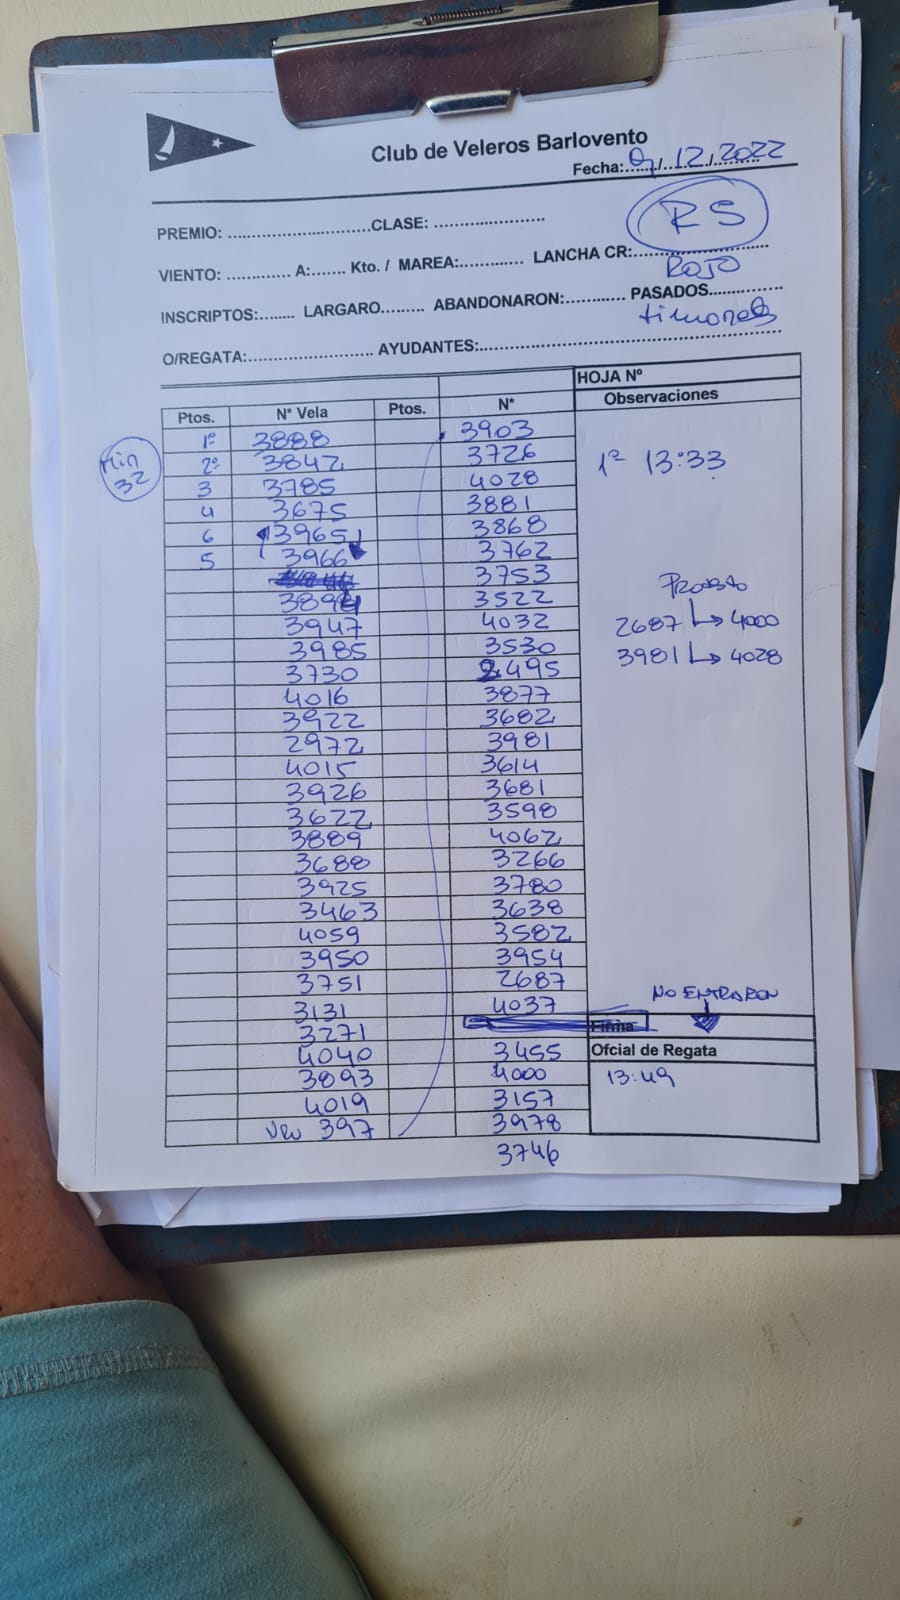 Club de Veleros Barlovento
Fecha: 9/12/2022
PREMIO: ........................CLASE: ......................
RS
VIENTO: ............. A:....... Kto. / MAREA:............ LANCHA CR:..........................
ROJO
INSCRIPTOS:........ LARGARO......... ABANDONARON:........... PASADOS...............
timoneles
O/REGATA:......................... AYUDANTES:............................................................
HOJA Nº
Ptos. Nº Vela Ptos. Nº Observaciones
1º 3888 3903
2º 3842 3726
Min 32
1ª 13:33
3 3785 4028
4 3675 3881
6 3965 3868
5 3966 3762
3753
3894 3522
Protesto
3947 4032
2687 → 4000
3985 3530
3981 → 4028
3730 2495
4016 3877
3922 3682
2972 3981
4015 3614
3926 3681
3622 3598
3889 4062
3688 3266
3925 3780
3463 3638
4059 3582
3950 3954
3751 2687
NO ENTRARON
3131 4037
3271
Firma
4040 3455
Ofcial de Regata
3893 4000
13:49
4019 3157
397 3978
3746